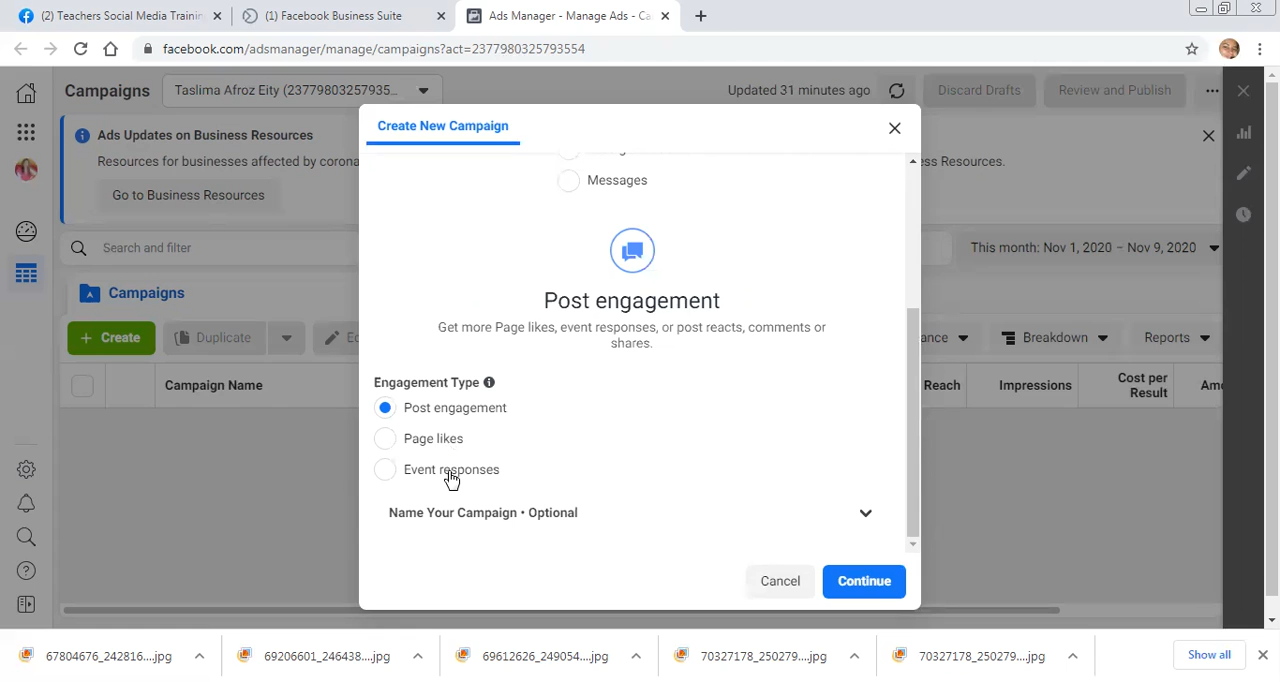 (2) Teachers Social Media Trainin
(1) Facebook Business Suite
Ads Manager - Manage Ads - Ca
facebook.com/adsmanager/manage/campaigns?act=2377980325793554
Campaigns
Taslima Afroz Eity (23779803257935...
Updated 31 minutes ago
Discard Drafts
Review and Publish
Ads Updates on Business Resources
Resources for businesses affected by corona
ess Resources.
Go to Business Resources
Search and filter
This month: Nov 1, 2020 – Nov 9, 2020
Campaigns
+ Create
Duplicate
Ed
ance
Breakdown
Reports
Campaign Name
Reach
Impressions
Cost per
Result
Amo
Create New Campaign
Messages
Post engagement
Get more Page likes, event responses, or post reacts, comments or
shares.
Engagement Type
Post engagement
Page likes
Event responses
Name Your Campaign • Optional
Cancel
Continue
67804676_242816....jpg
69206601_246438....jpg
69612626_249054....jpg
70327178_250279....jpg
70327178_250279....jpg
Show all